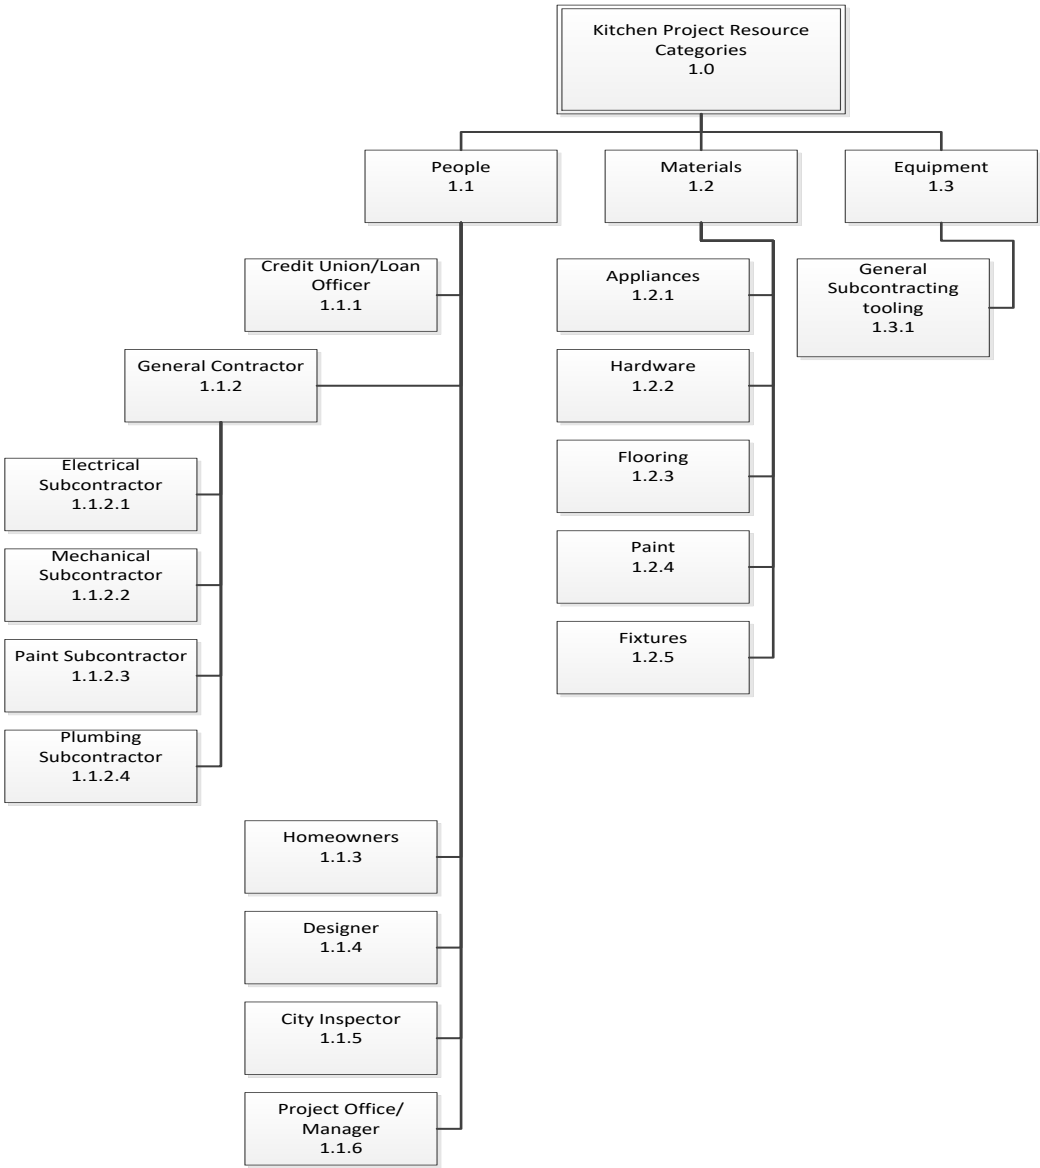 Kitchen Project Resource
Categories
1.0
People
1.1
Materials
1.2
Equipment
1.3
Credit Union/Loan
Officer
1.1.1
General Contractor
1.1.2
Electrical
Subcontractor
1.1.2.1
Mechanical
Subcontractor
1.1.2.2
Paint Subcontractor
1.1.2.3
Plumbing
Subcontractor
1.1.2.4
Homeowners
1.1.3
Designer
1.1.4
City Inspector
1.1.5
Project Office/
Manager
1.1.6
Appliances
1.2.1
Hardware
1.2.2
Flooring
1.2.3
Paint
1.2.4
Fixtures
1.2.5
General
Subcontracting
tooling
1.3.1